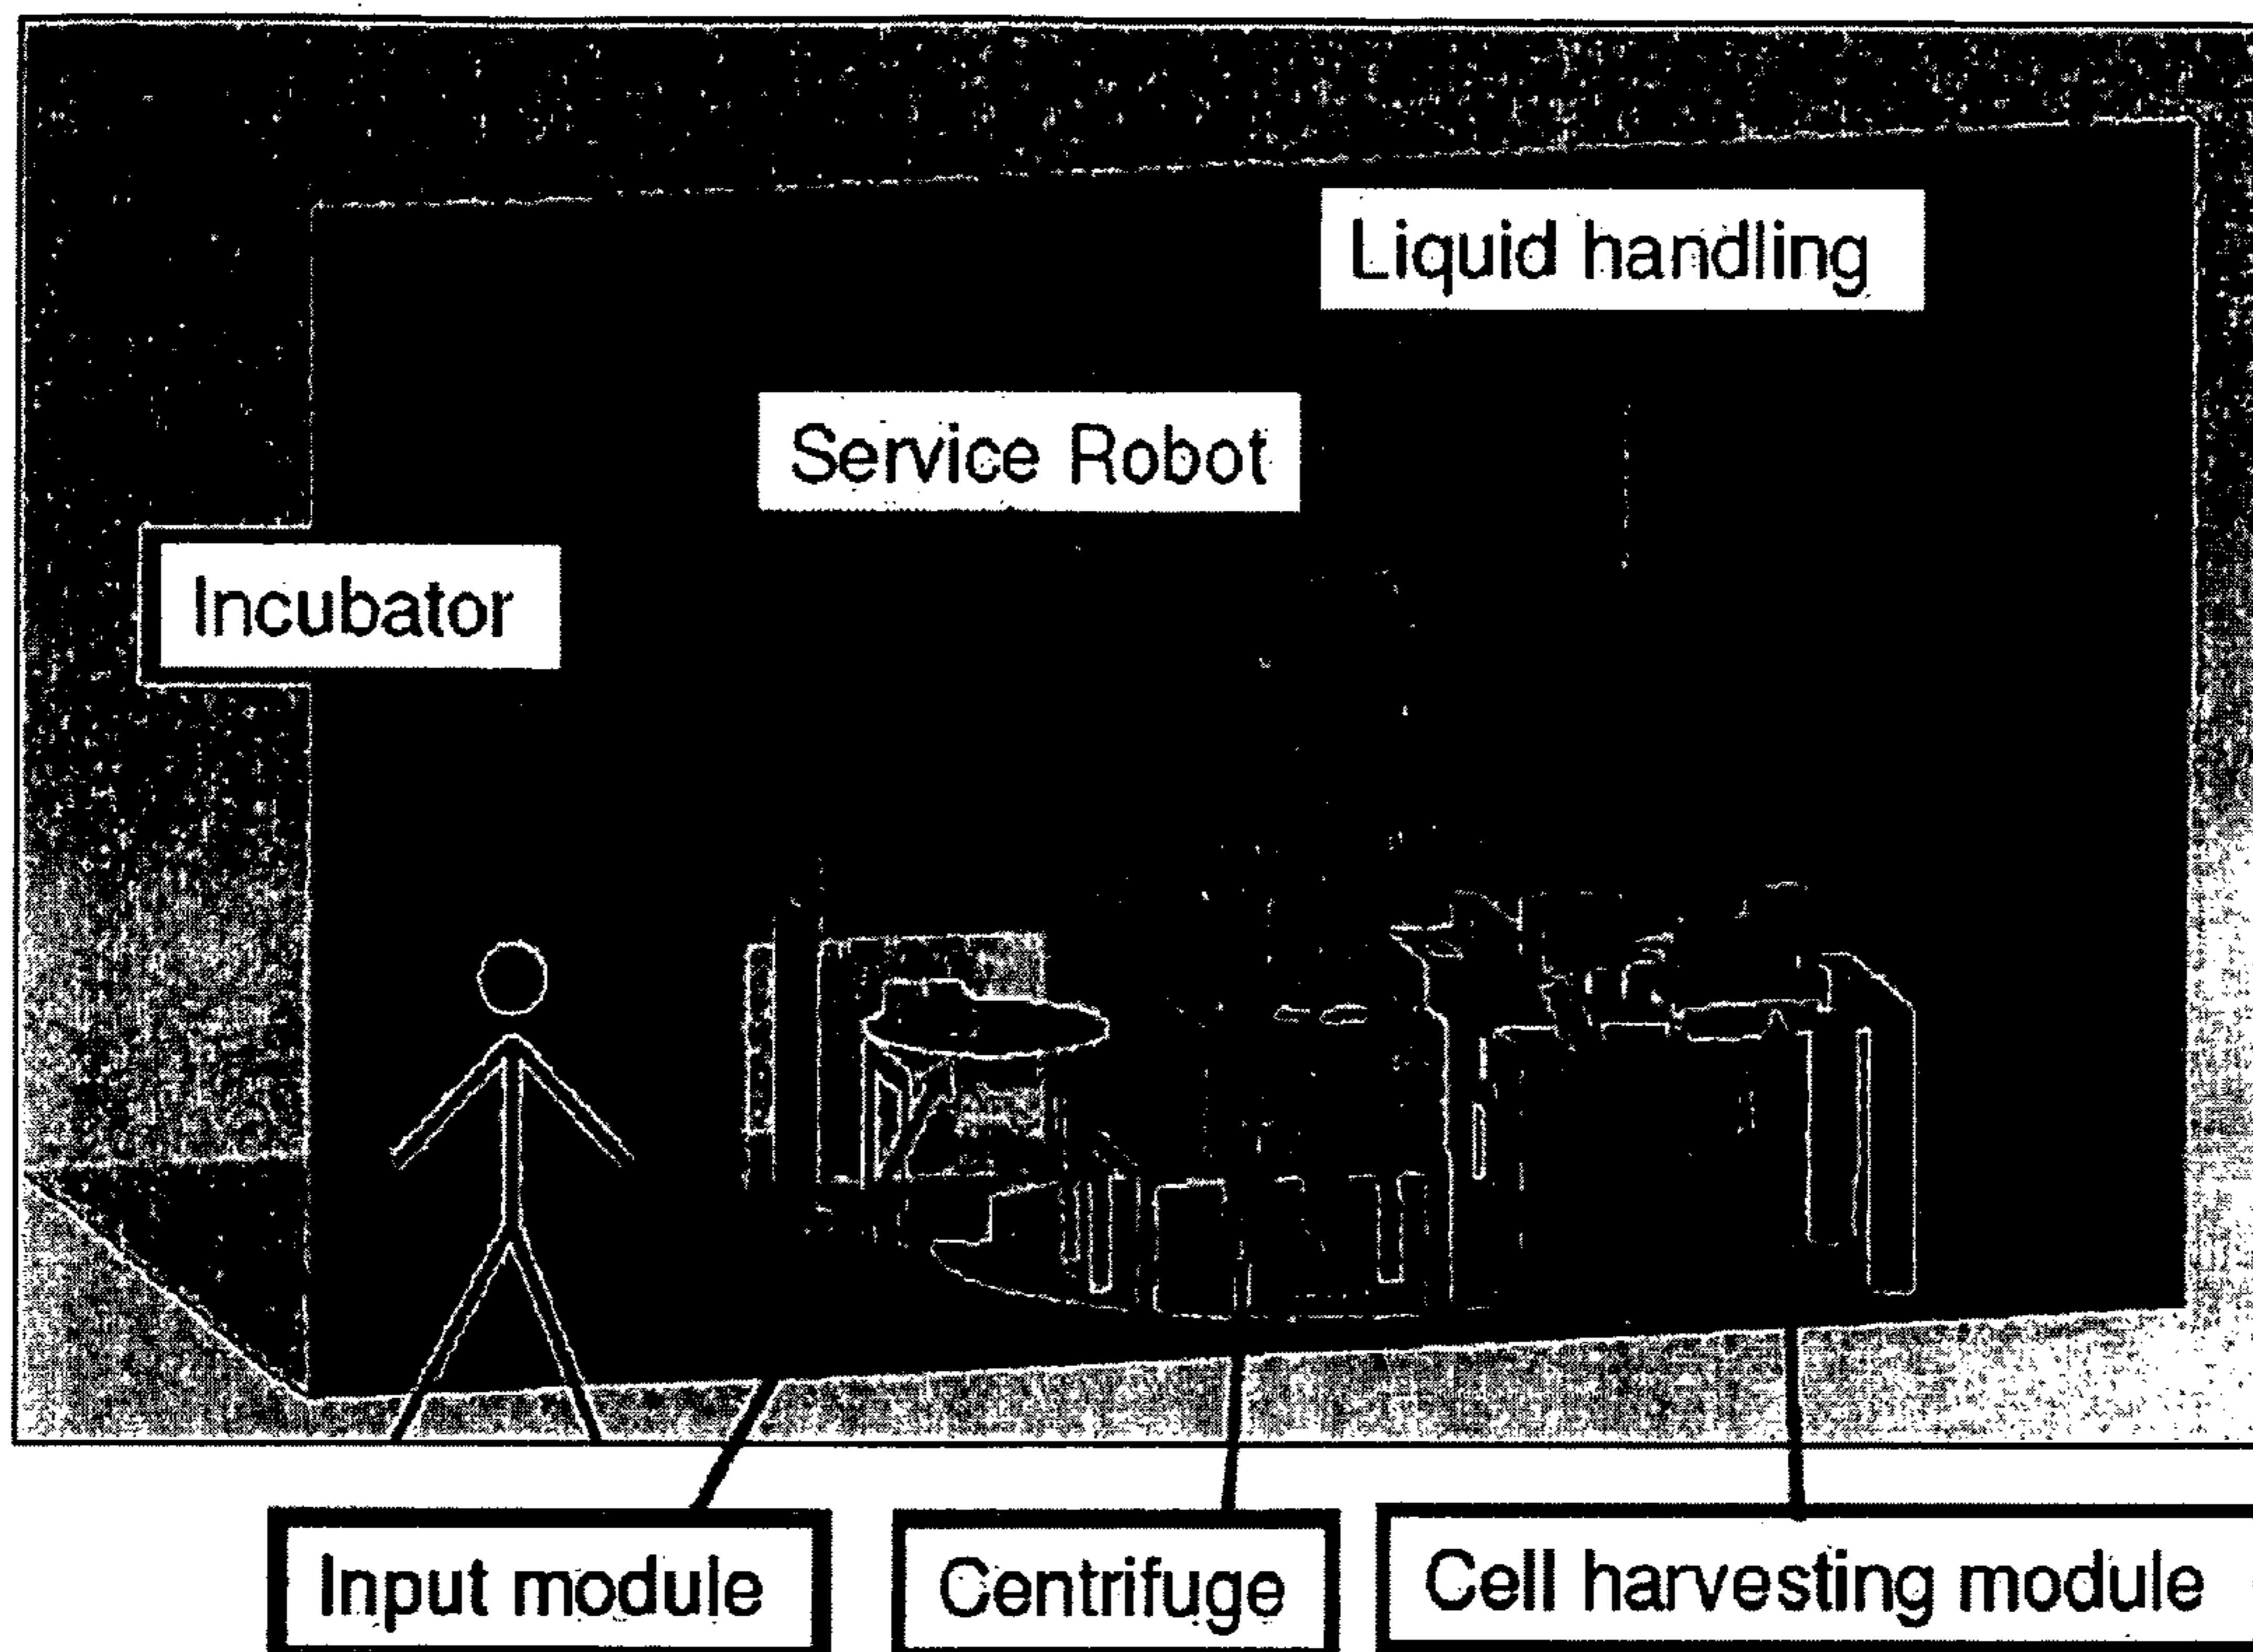 Liquid handling
Service Robot
Incubator
Input module
Centrifuge
Cell harvesting module